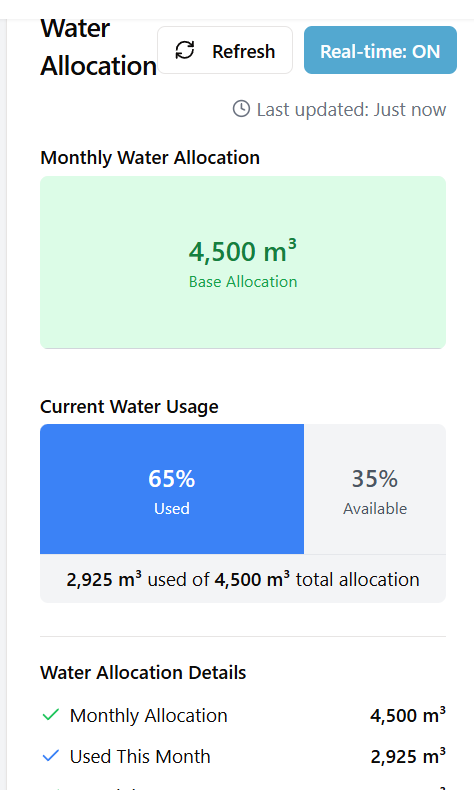 Water
Allocation
Refresh
Real-time: ON
Last updated: Just now
Monthly Water Allocation
4,500 m³
Base Allocation
Current Water Usage
65%
Used
35%
Available
2,925 m³ used of 4,500 m³ total allocation
Water Allocation Details
Monthly Allocation 4,500 m³
Used This Month 2,925 m³